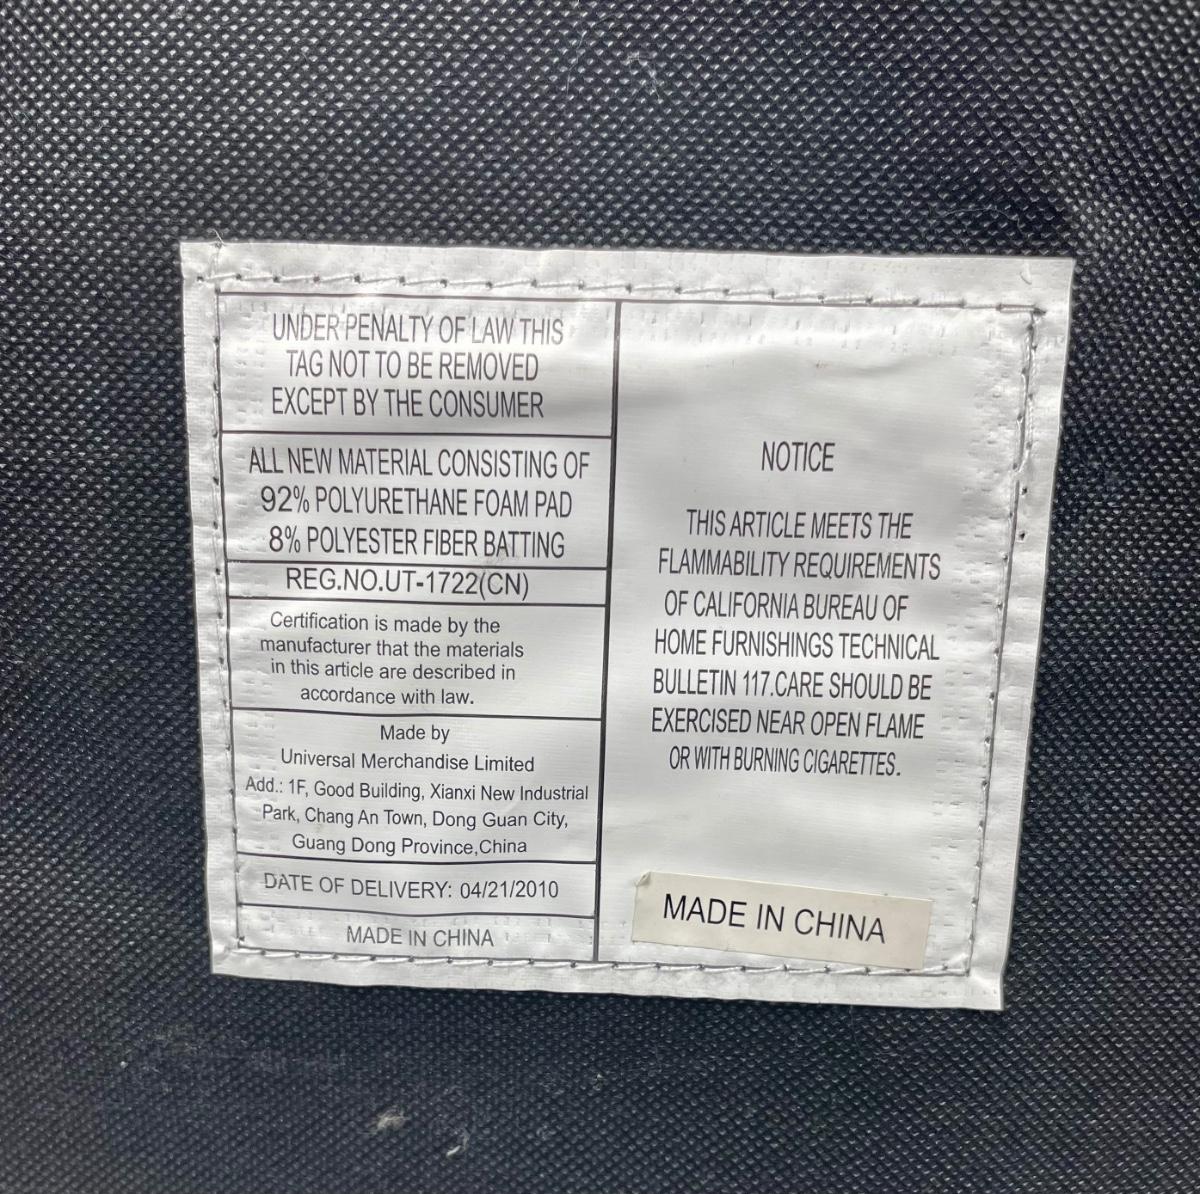 UNDER PENALTY OF LAW THIS
TAG NOT TO BE REMOVED
EXCEPT BY THE CONSUMER
ALL NEW MATERIAL CONSISTING OF
92% POLYURETHANE FOAM PAD
8% POLYESTER FIBER BATTING
REG.NO.UT-1722(CN)
Certification is made by the
manufacturer that the materials
in this article are described in
accordance with law.
Made by
Universal Merchandise Limited
Add.: 1F, Good Building, Xianxi New Industrial
Park, Chang An Town, Dong Guan City,
Guang Dong Province,China
DATE OF DELIVERY: 04/21/2010
MADE IN CHINA
NOTICE
THIS ARTICLE MEETS THE
FLAMMABILITY REQUIREMENTS
OF CALIFORNIA BUREAU OF
HOME FURNISHINGS TECHNICAL
BULLETIN 117.CARE SHOULD BE
EXERCISED NEAR OPEN FLAME
OR WITH BURNING CIGARETTES.
MADE IN CHINA